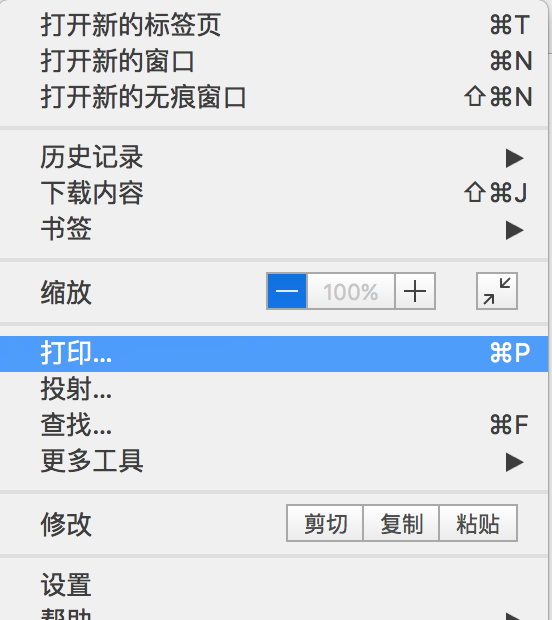 打开新的标签页 ⌘T
打开新的窗口 ⌘N
打开新的无痕窗口 ⇧⌘N
历史记录 ▶
下载内容 ⇧⌘J
书签 ▶
缩放 − 100% +
打印... ⌘P
投射...
查找... ⌘F
更多工具 ▶
修改 剪切 复制 粘贴
设置
帮助 ▶